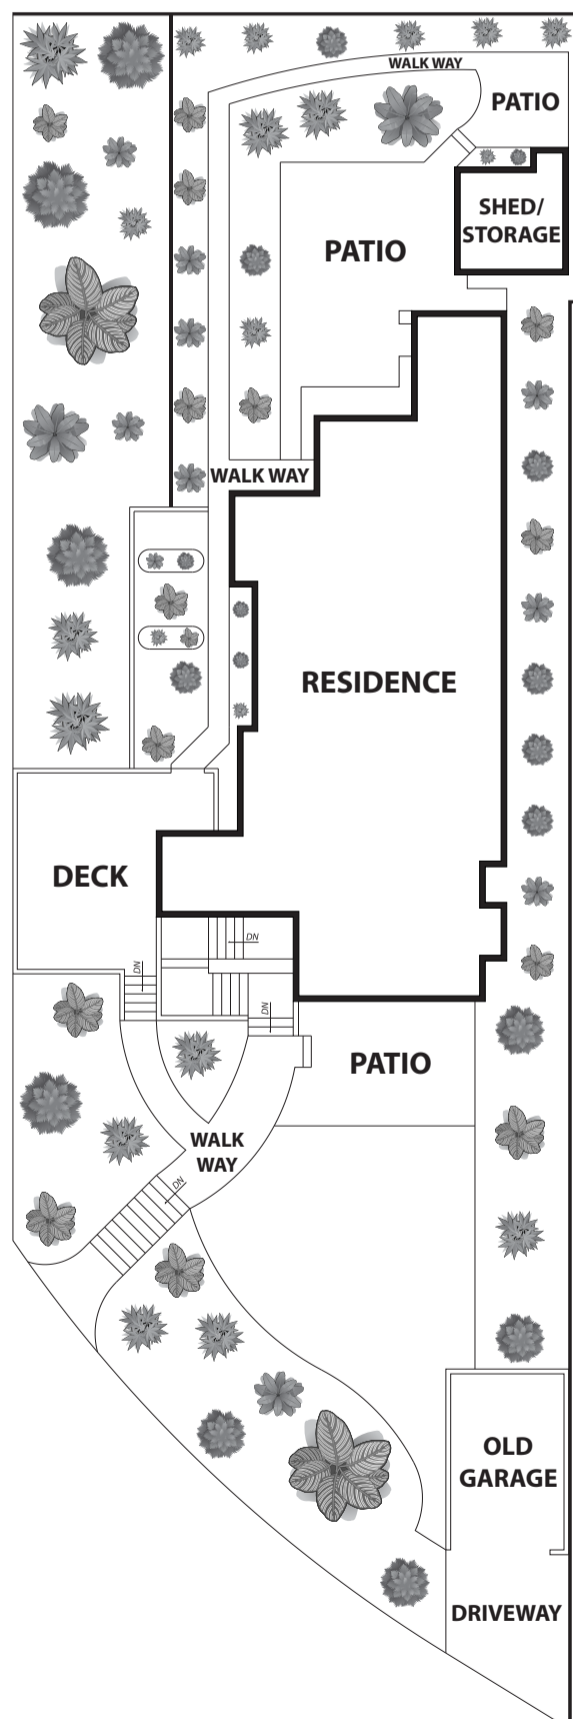 WALK WAY
PATIO
SHED/
STORAGE
PATIO
WALK WAY
RESIDENCE
DECK
DN
DN
DN
PATIO
WALK
WAY
DN
OLD
GARAGE
DRIVEWAY